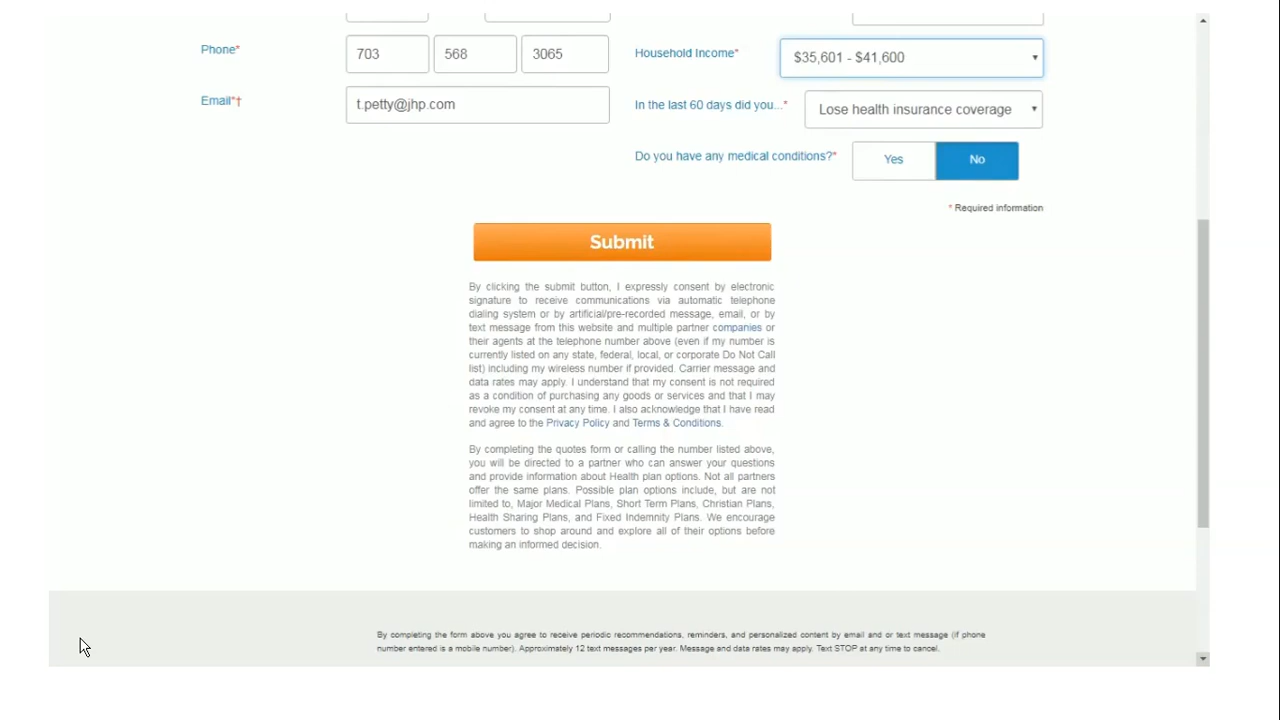 Phone*
703 568 3065
Household Income*
$35,601 - $41,600
Email*†
t.petty@jhp.com
In the last 60 days did you...*
Lose health insurance coverage
Do you have any medical conditions?*
Yes No
* Required information
Submit
By clicking the submit button, I expressly consent by electronic
signature to receive communications via automatic telephone
dialing system or by artificial/pre-recorded message, email, or by
text message from this website and multiple partner companies or
their agents at the telephone number above (even if my number is
currently listed on any state, federal, local, or corporate Do Not Call
list) including my wireless number if provided. Carrier message and
data rates may apply. I understand that my consent is not required
as a condition of purchasing any goods or services and that I may
revoke my consent at any time. I also acknowledge that I have read
and agree to the Privacy Policy and Terms & Conditions.
By completing the quotes form or calling the number listed above,
you will be directed to a partner who can answer your questions
and provide information about Health plan options. Not all partners
offer the same plans. Possible plan options include, but are not
limited to, Major Medical Plans, Short Term Plans, Christian Plans,
Health Sharing Plans, and Fixed Indemnity Plans. We encourage
customers to shop around and explore all of their options before
making an informed decision.
By completing the form above you agree to receive periodic recommendations, reminders, and personalized content by email and or text message (if phone
number entered is a mobile number). Approximately 12 text messages per year. Message and data rates may apply. Text STOP at any time to cancel.